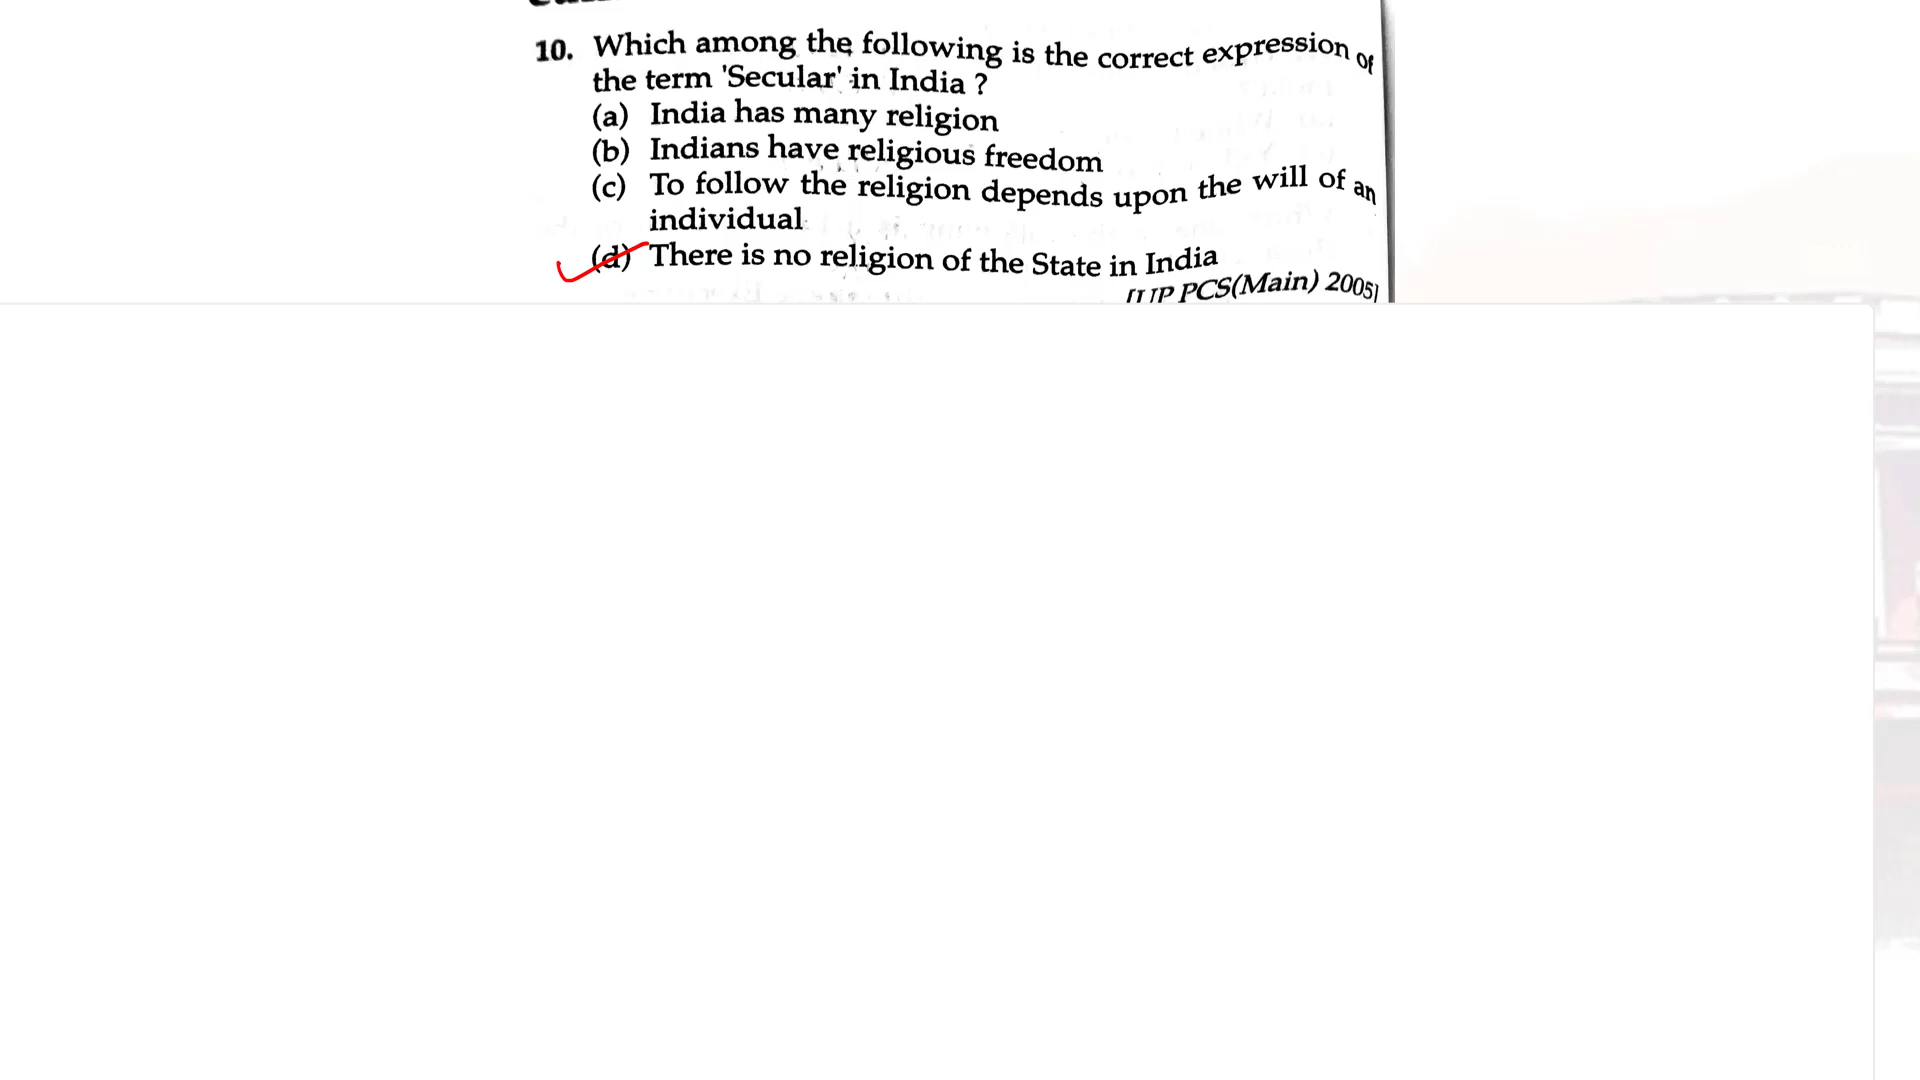 10. Which among the following is the correct expression of
the term 'Secular' in India ?
(a) India has many religion
(b) Indians have religious freedom
(c) To follow the religion depends upon the will of an
individual
(d) There is no religion of the State in India
PCS(Main) 2005]